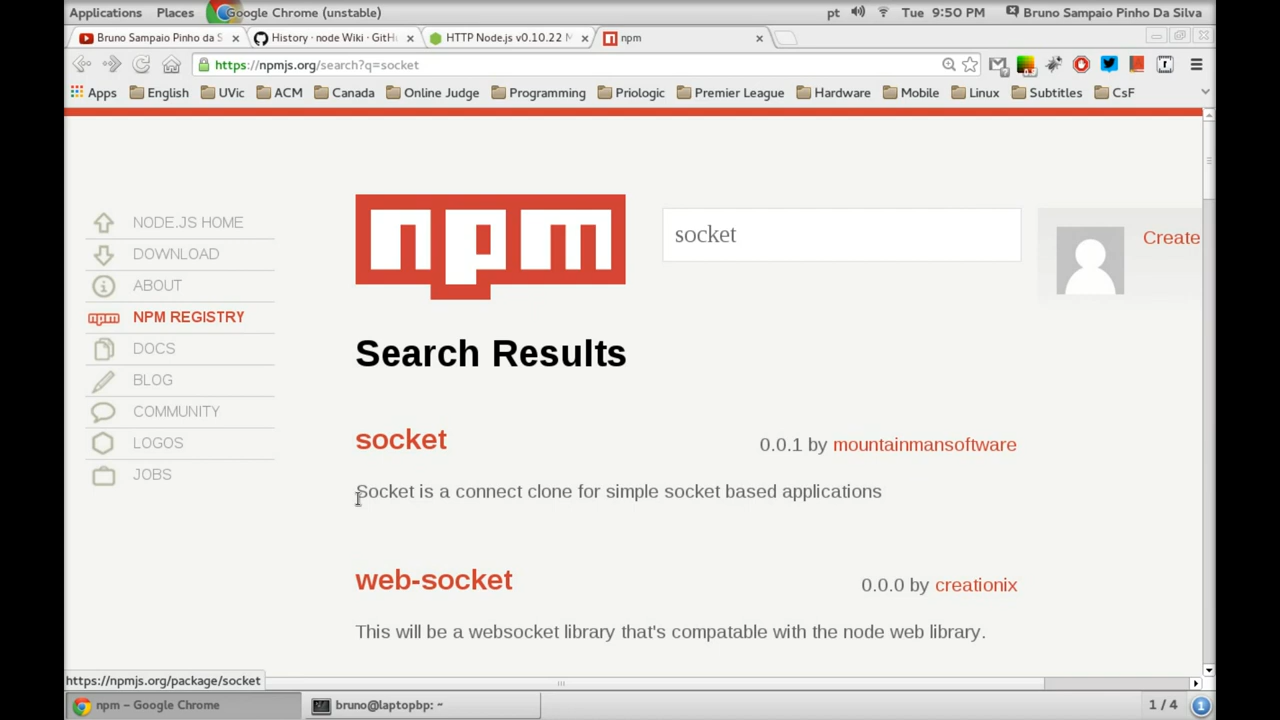 Applications Places Google Chrome (unstable) pt Tue 9:50 PM Bruno Sampaio Pinho Da Silva
Bruno Sampaio Pinho da S × History · node Wiki · GitH × HTTP Node.js v0.10.22 M × npm ×
https://npmjs.org/search?q=socket
Apps English UVic ACM Canada Online Judge Programming Priologic Premier League Hardware Mobile Linux Subtitles CsF
npm
socket
Create
NODE.JS HOME
DOWNLOAD
ABOUT
npm NPM REGISTRY
DOCS
BLOG
COMMUNITY
LOGOS
JOBS
Search Results
socket 0.0.1 by mountainmansoftware
Socket is a connect clone for simple socket based applications
web-socket 0.0.0 by creationix
This will be a websocket library that's compatable with the node web library.
https://npmjs.org/package/socket
npm – Google Chrome bruno@laptopbp: ~ 1 / 4 1